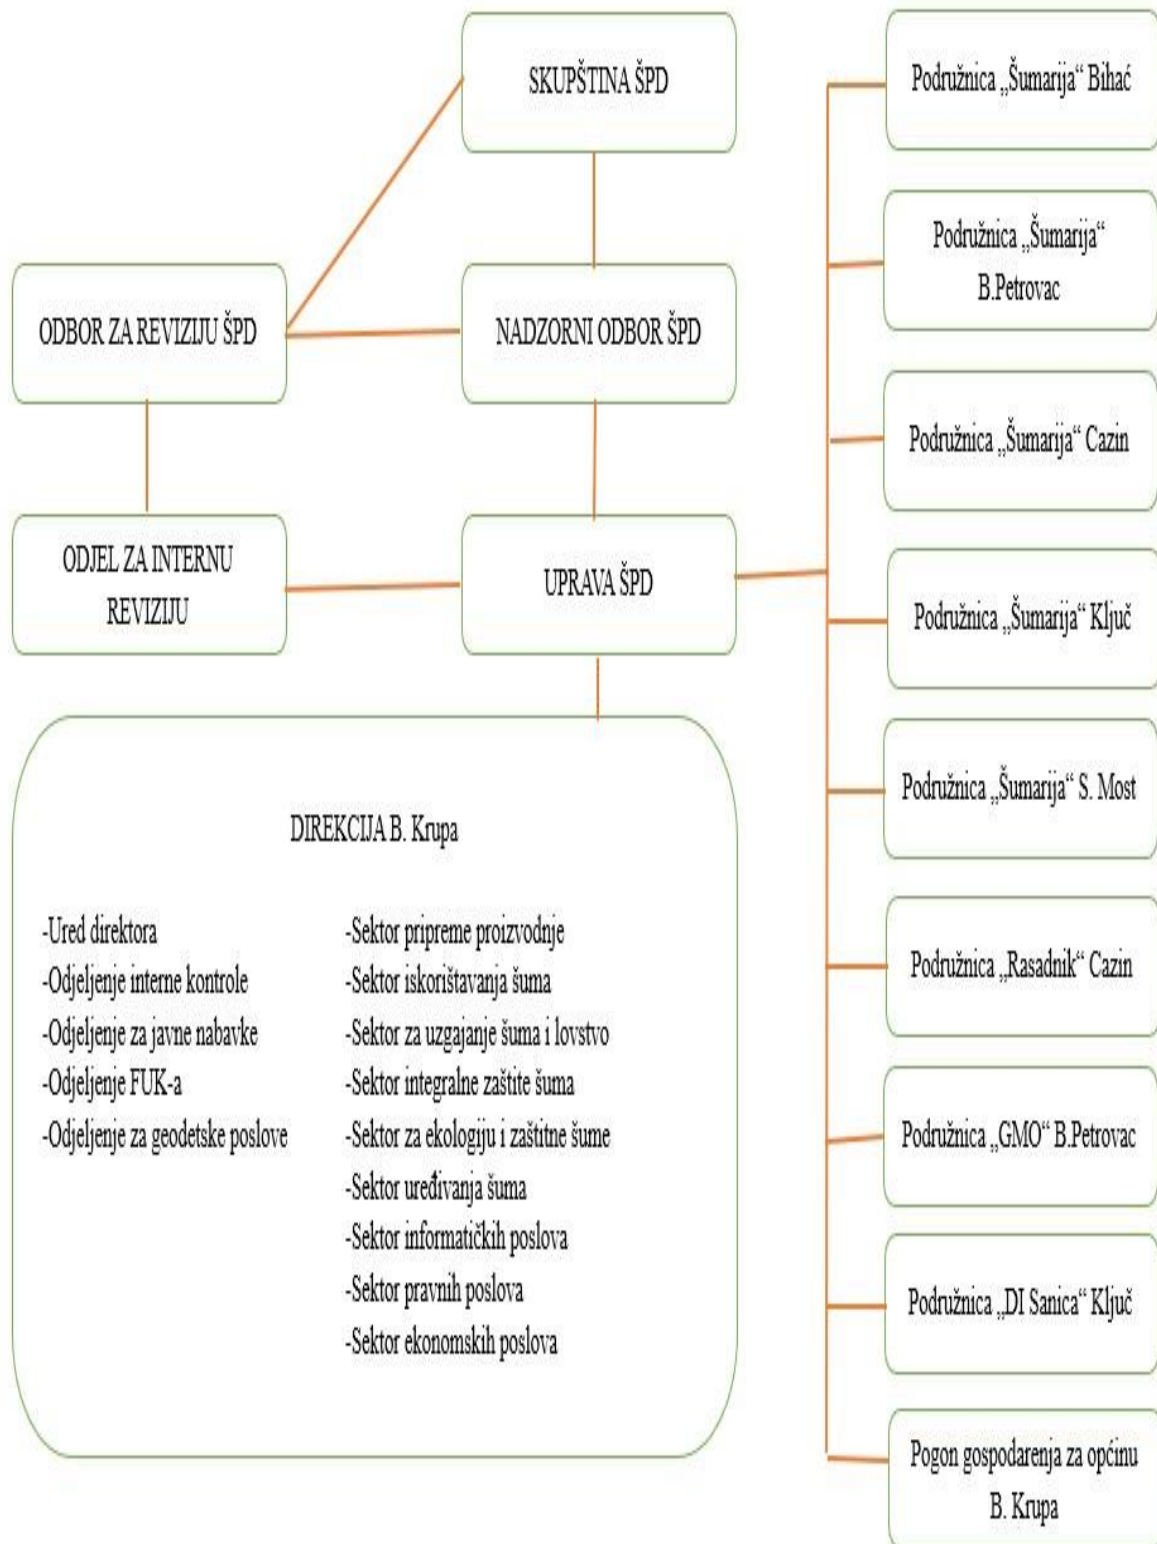 SKUPŠTINA ŠPD
ODBOR ZA REVIZIJU ŠPD
NADZORNI ODBOR ŠPD
ODJEL ZA INTERNU
REVIZIJU
UPRAVA ŠPD
DIREKCIJA B. Krupa
-Ured direktora
-Odjeljenje interne kontrole
-Odjeljenje za javne nabavke
-Odjeljenje FUK-a
-Odjeljenje za geodetske poslove
-Sektor pripreme proizvodnje
-Sektor iskorištavanja šuma
-Sektor za uzgajanje šuma i lovstvo
-Sektor integralne zaštite šuma
-Sektor za ekologiju i zaštitne šume
-Sektor uređivanja šuma
-Sektor informatičkih poslova
-Sektor pravnih poslova
-Sektor ekonomskih poslova
Podružnica „Šumarija“ Bihać
Podružnica „Šumarija“
B.Petrovac
Podružnica „Šumarija“ Cazin
Podružnica „Šumarija“ Ključ
Podružnica „Šumarija“ S. Most
Podružnica „Rasadnik“ Cazin
Podružnica „GMO“ B.Petrovac
Podružnica „DI Sanica“ Ključ
Pogon gospodarenja za općinu
B. Krupa